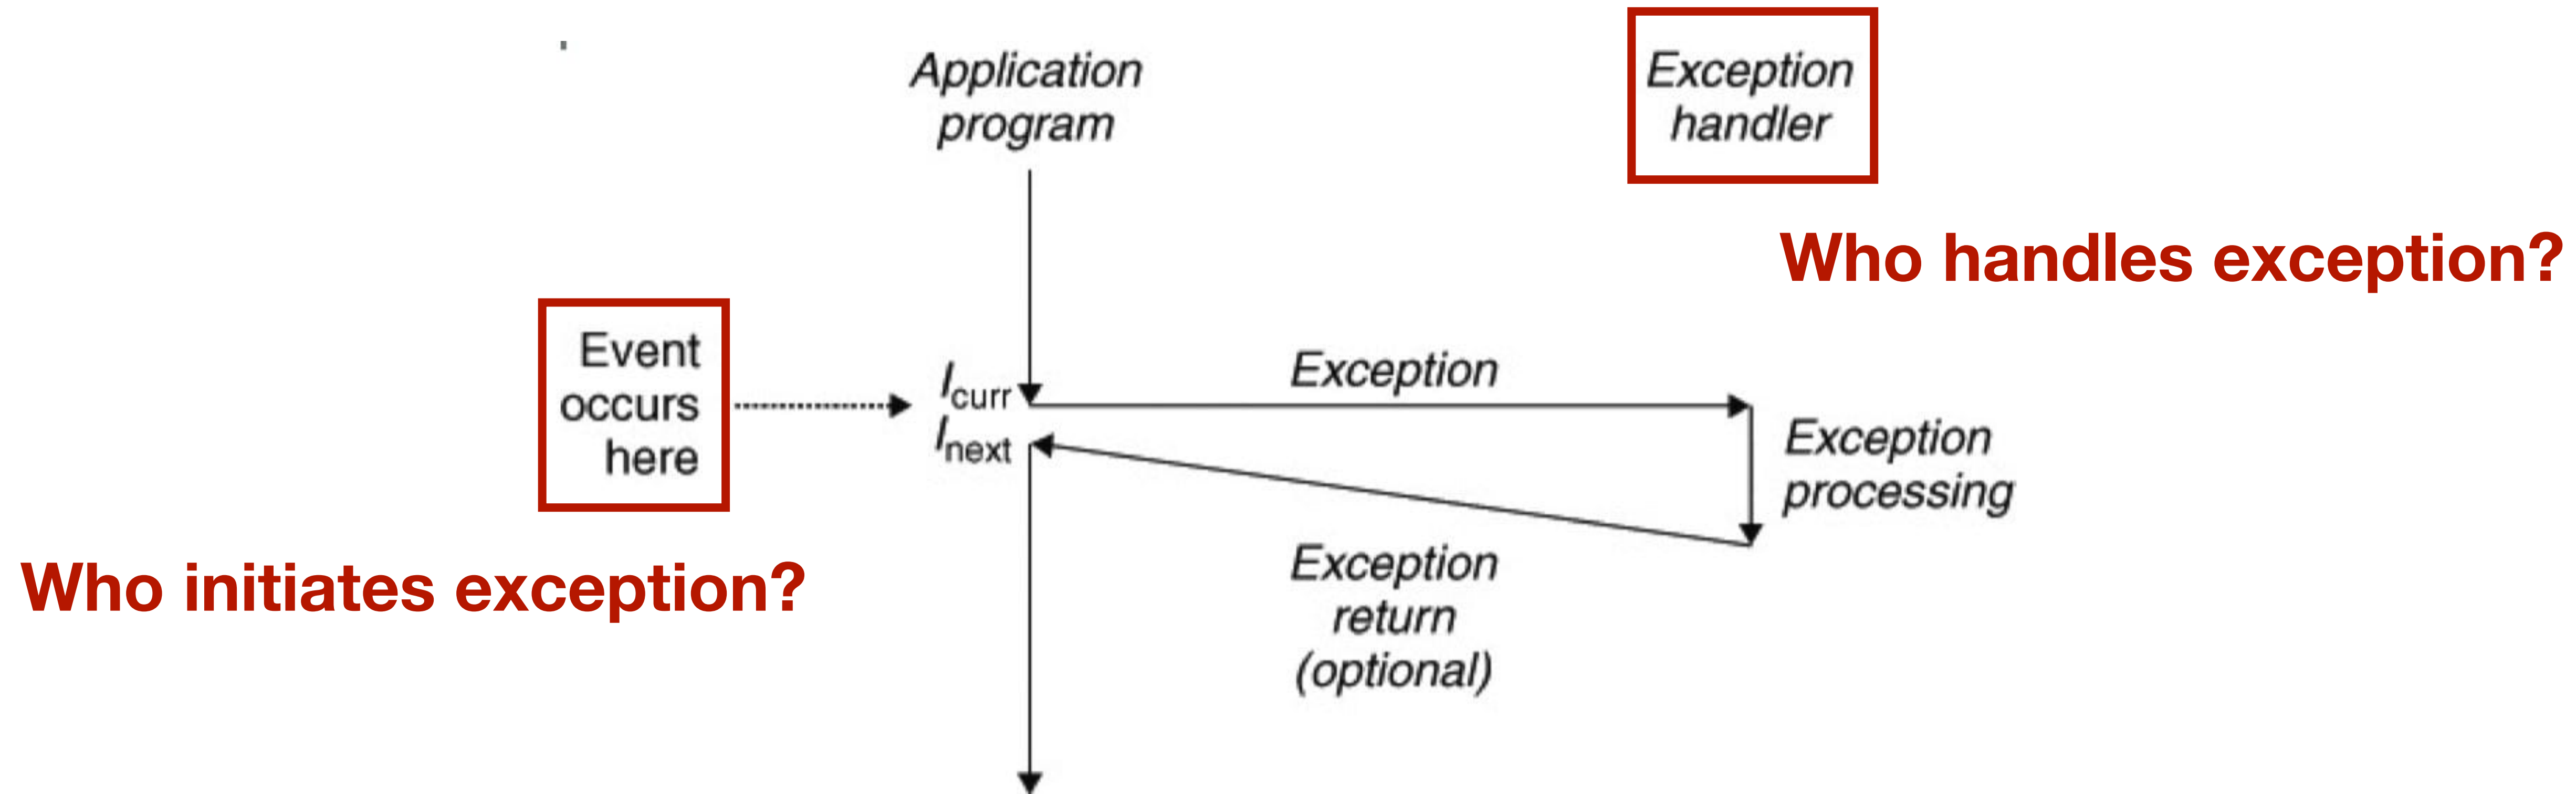 Application
program
Exception
handler
Who handles exception?
Event
occurs
here
Icurr
Inext
Exception
Exception
processing
Who initiates exception?
Exception
return
(optional)